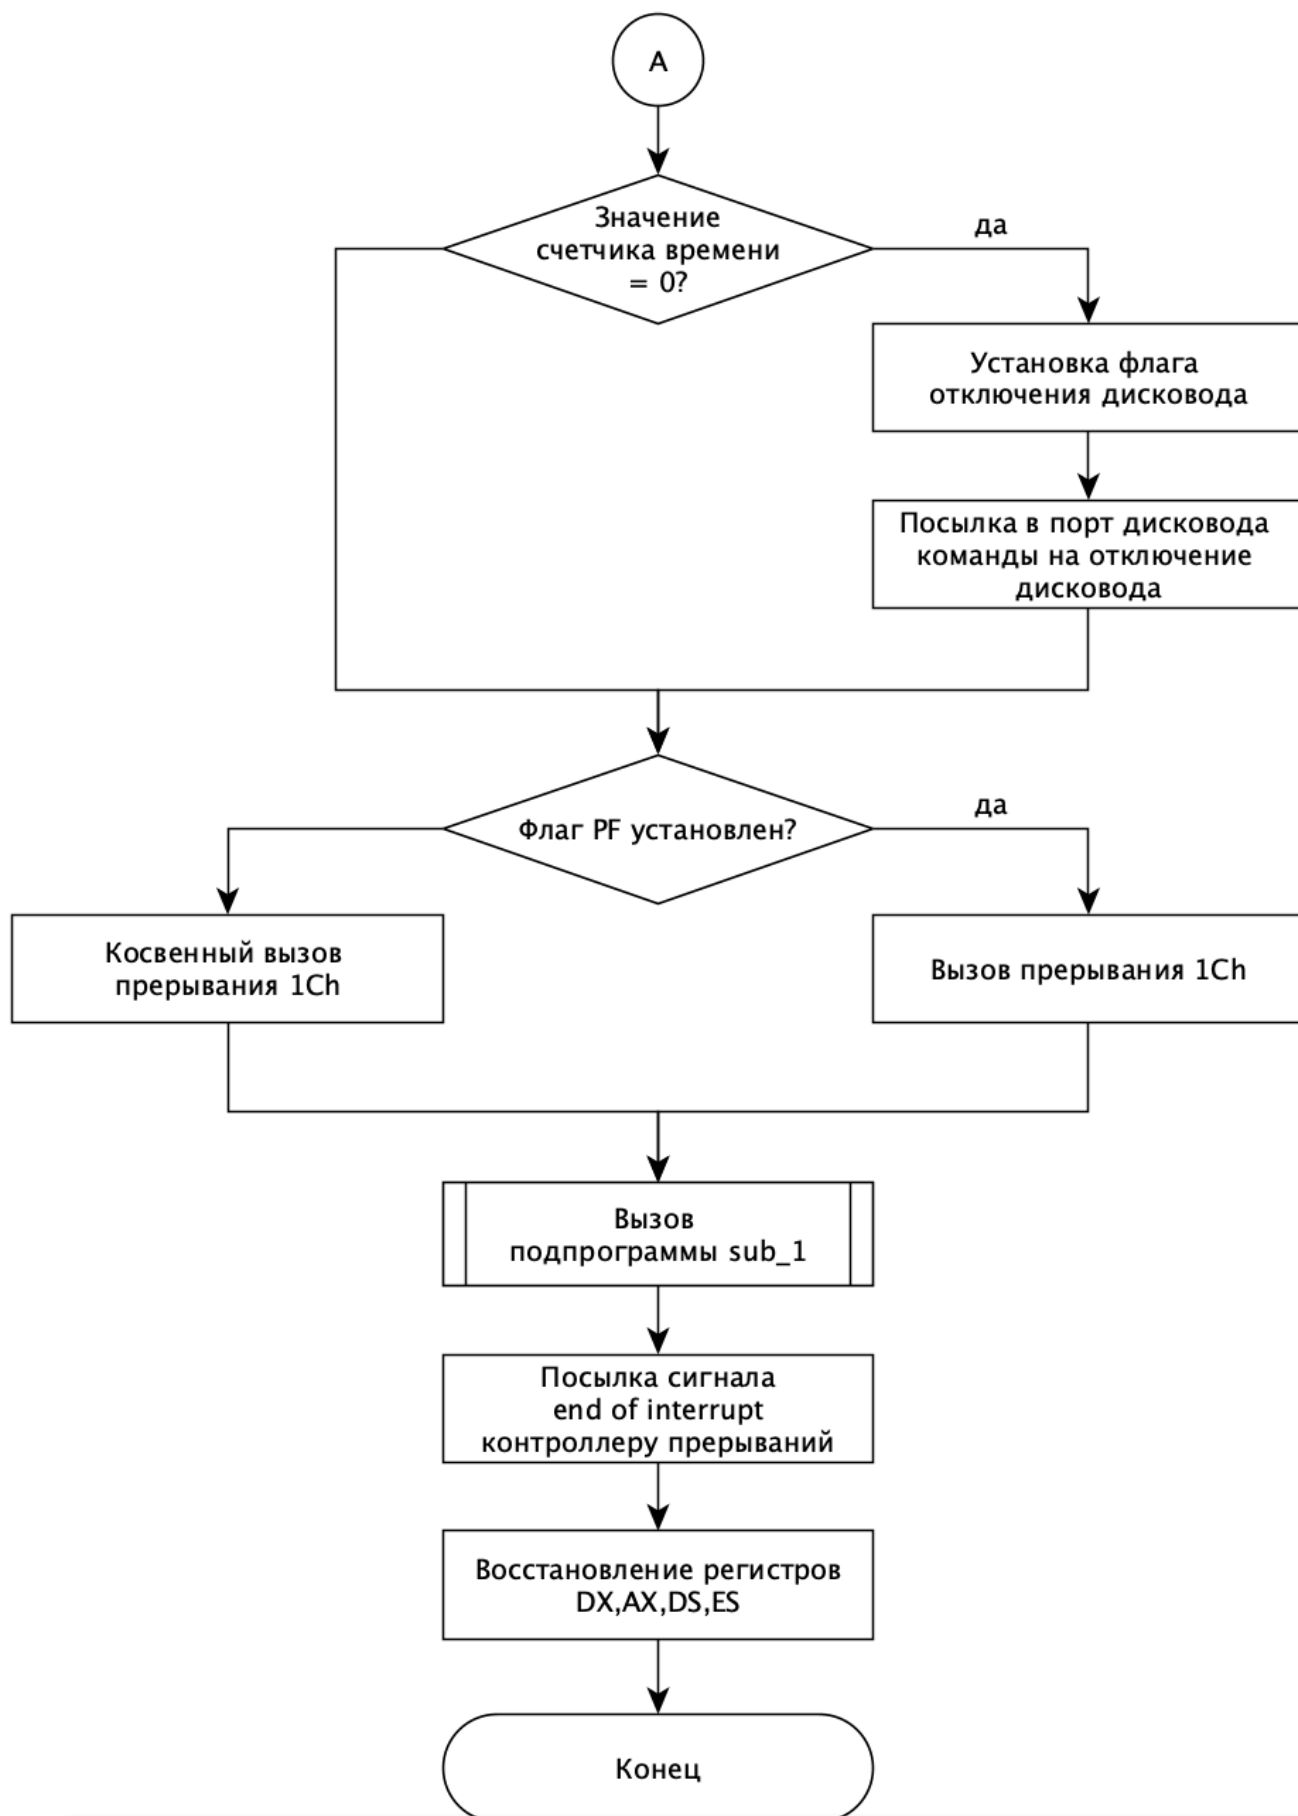 А
Значение
счетчика времени
= 0?
да
Установка флага
отключения дисковода
Посылка в порт дисковода
команды на отключение
дисковода
Флаг PF установлен?
да
Косвенный вызов
прерывания 1Ch
Вызов прерывания 1Ch
Вызов
подпрограммы sub_1
Посылка сигнала
end of interrupt
контроллеру прерываний
Восстановление регистров
DX,AX,DS,ES
Конец